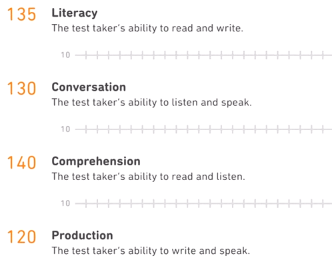 135 Literacy
The test taker's ability to read and write.
10
130 Conversation
The test taker's ability to listen and speak.
10
140 Comprehension
The test taker's ability to read and listen.
10
120 Production
The test taker's ability to write and speak.